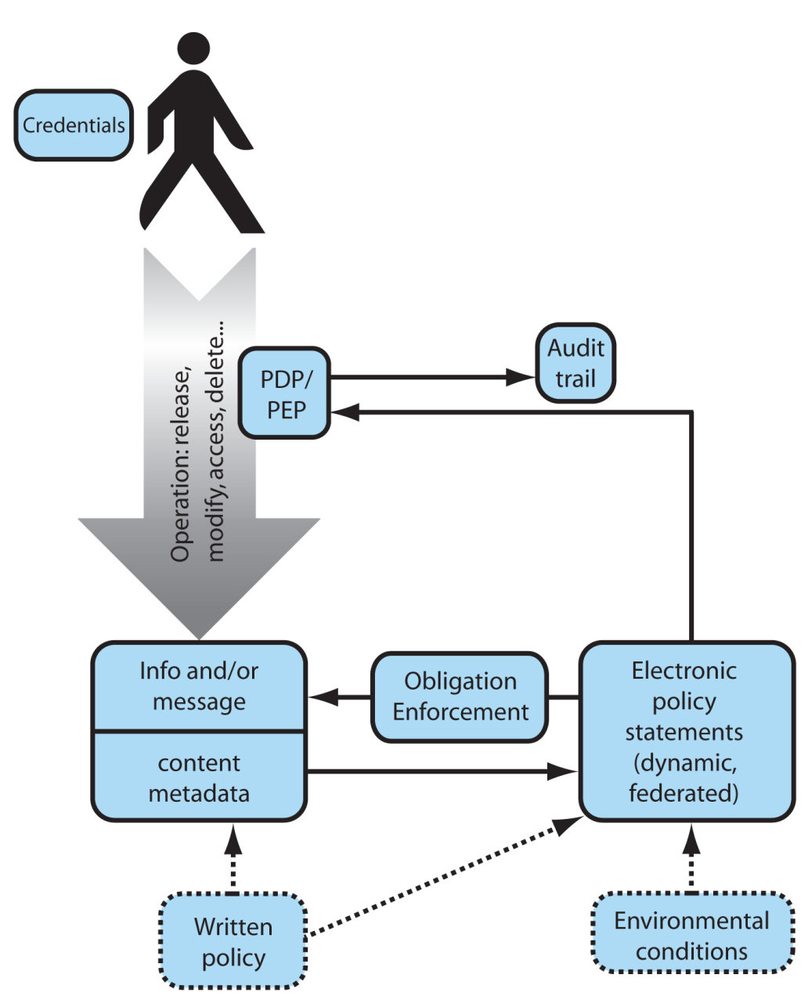 Credentials
Operation: release,
modify, access, delete...
PDP/
PEP
Audit
trail
Info and/or
message
content
metadata
Obligation
Enforcement
Electronic
policy
statements
(dynamic,
federated)
Written
policy
Environmental
conditions